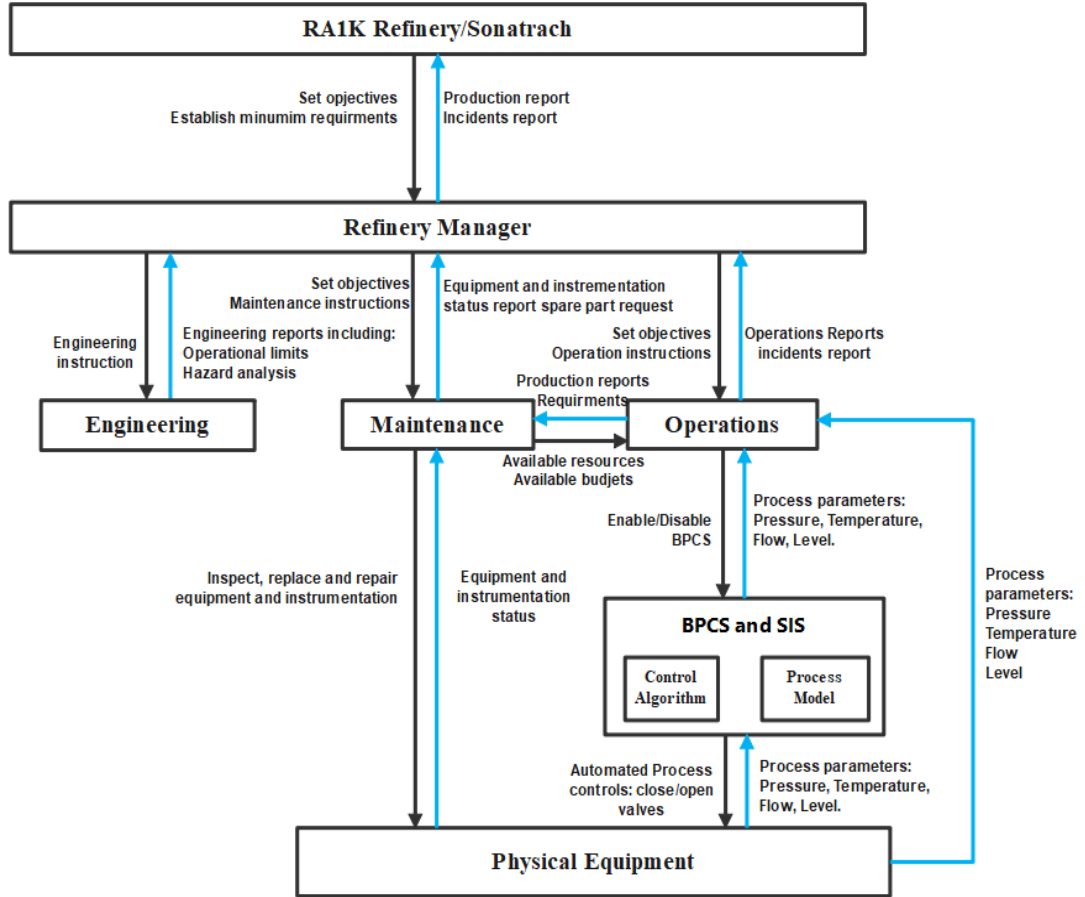 RA1K Refinery/Sonatrach
Set opjectives
Establish minumim requirments
Production report
Incidents report
Refinery Manager
Engineering
instruction
Engineering reports including:
Operational limits
Hazard analysis
Set objectives
Maintenance instructions
Equipment and instrementation
status report spare part request
Set objectives
Operation instructions
Operations Reports
incidents report
Production reports
Requirments
Engineering
Maintenance
Operations
Available resources
Available budjets
Enable/Disable
BPCS
Process parameters:
Pressure, Temperature,
Flow, Level.
Inspect, replace and repair
equipment and instrumentation
Equipment and
instrumentation
status
Process
parameters:
Pressure
Temperature
Flow
Level
BPCS and SIS
Control
Algorithm
Process
Model
Automated Process
controls: close/open
valves
Process parameters:
Pressure, Temperature,
Flow, Level.
Physical Equipment